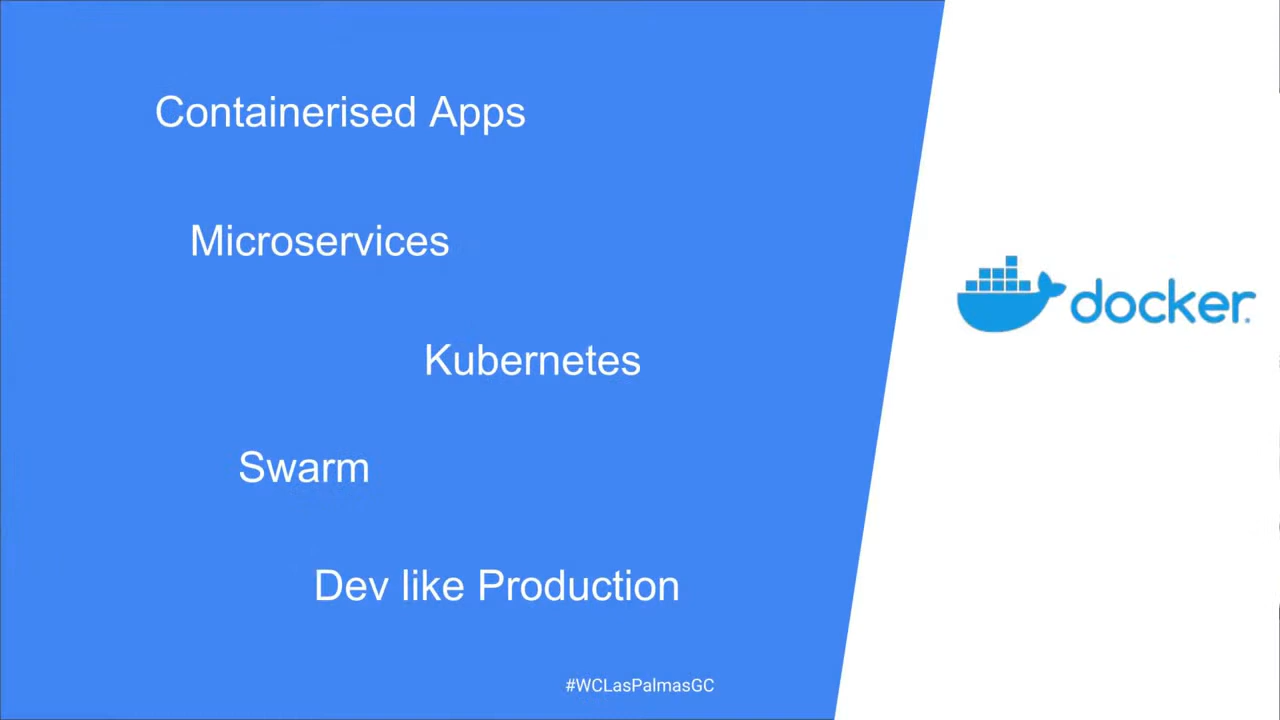 Containerised Apps
Microservices
Kubernetes
Swarm
Dev like Production
docker.
#WCLasPalmasGC